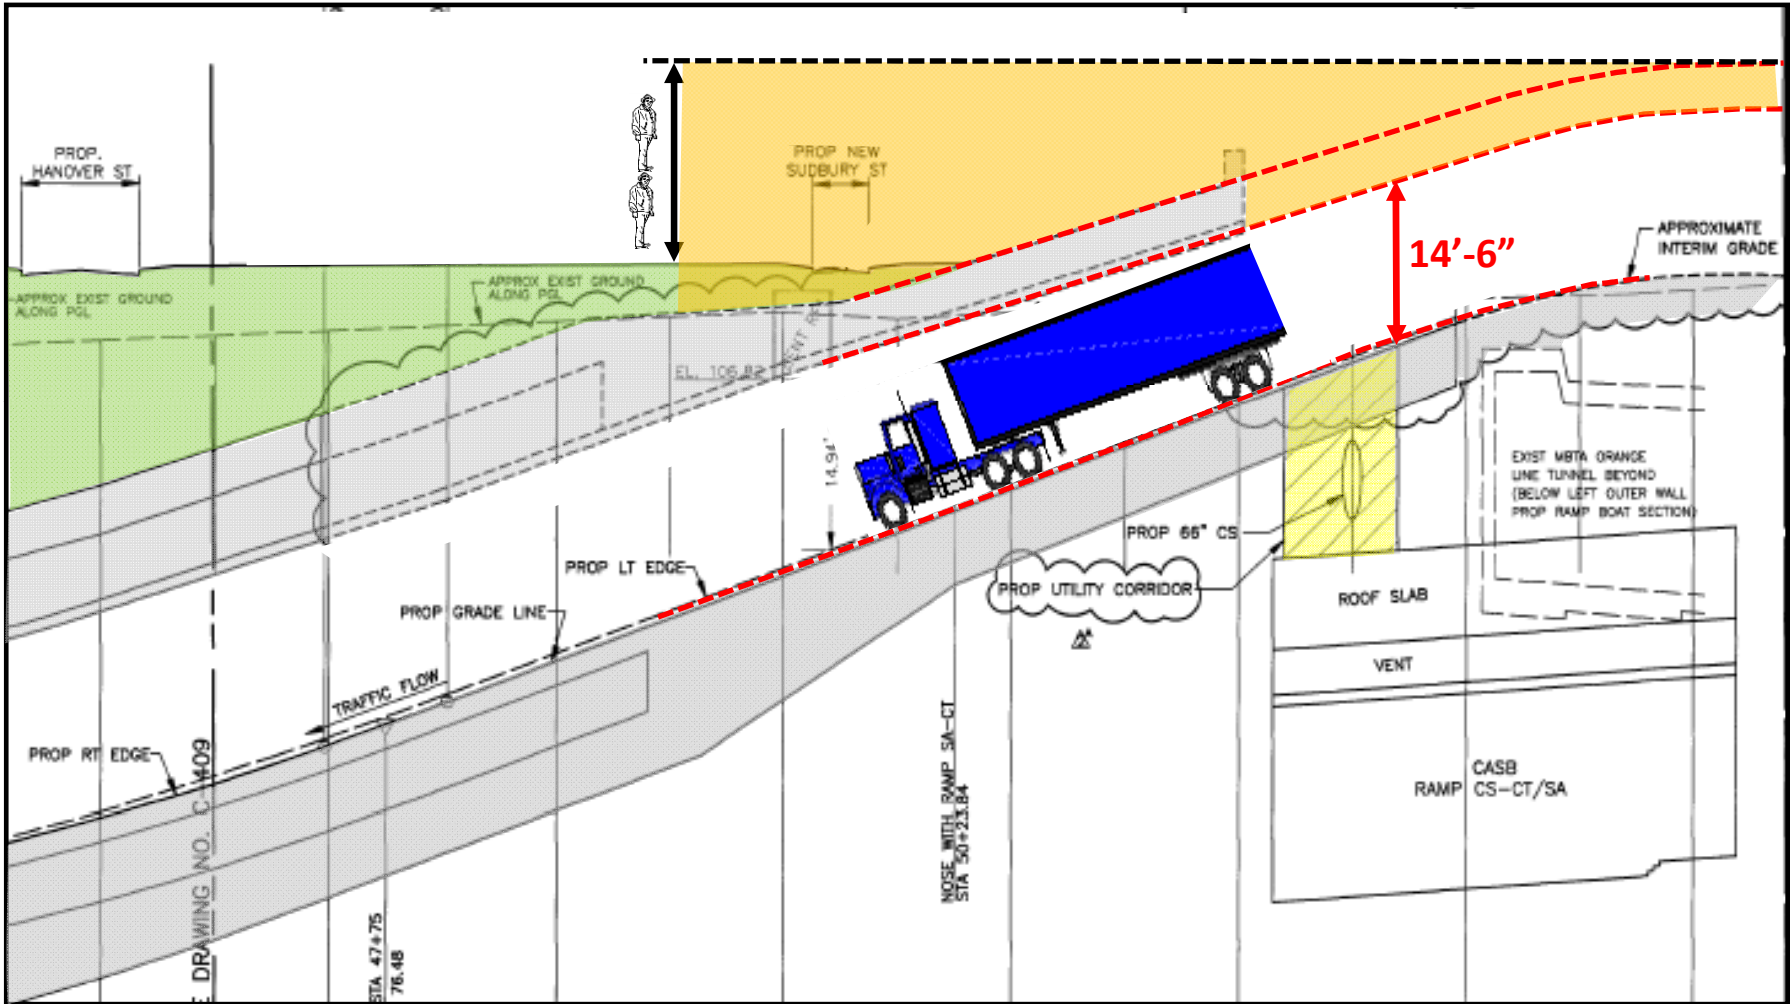 PROP.
HANOVER ST
PROP NEW
SUDBURY ST
APPROX EXIST GROUND
ALONG PGL
APPROX EXIST GROUND
ALONG PGL
APPROXIMATE
INTERIM GRADE
14’-6”
EL. 106.82
14.94'
EXIST MBTA ORANGE
LINE TUNNEL BEYOND
(BELOW LEFT OUTER WALL
PROP RAMP BOAT SECTION)
PROP 66" CS
PROP LT EDGE
PROP UTILITY CORRIDOR
ROOF SLAB
PROP GRADE LINE
VENT
TRAFFIC FLOW
PROP RT EDGE
CASB
RAMP CS-CT/SA
NOSE WITH RAMP SA-CT
STA 50+23.84
DRAWING NO. C-409
STA 47+75
76.48